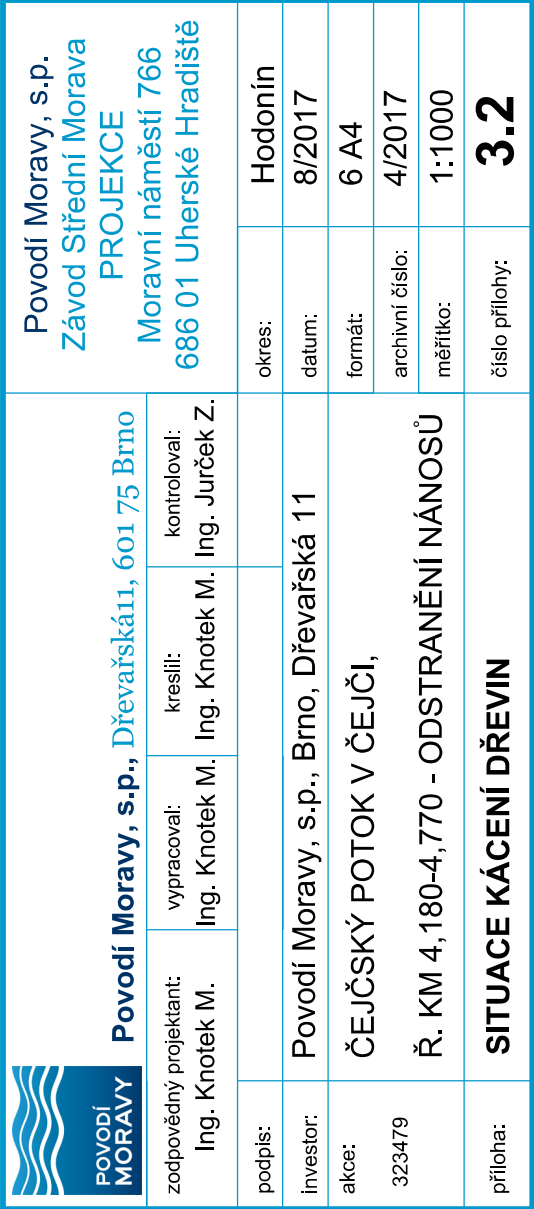 POVODÍ
MORAVY
Povodí Moravy, s.p., Dřevařská11, 601 75 Brno
Povodí Moravy, s.p.
Závod Střední Morava
PROJEKCE
Moravní náměstí 766
686 01 Uherské Hradiště
zodpovědný projektant: vypracoval: kreslil: kontroloval:
Ing. Knotek M. Ing. Knotek M. Ing. Knotek M. Ing. Jurček Z.
podpis: okres: Hodonín
investor: Povodí Moravy, s.p., Brno, Dřevařská 11 datum: 8/2017
akce: ČEJČSKÝ POTOK V ČEJČI, formát: 6 A4
323479 archivní číslo: 4/2017
Ř. KM 4,180-4,770 - ODSTRANĚNÍ NÁNOSŮ měřítko: 1:1000
příloha: SITUACE KÁCENÍ DŘEVIN číslo přílohy: 3.2